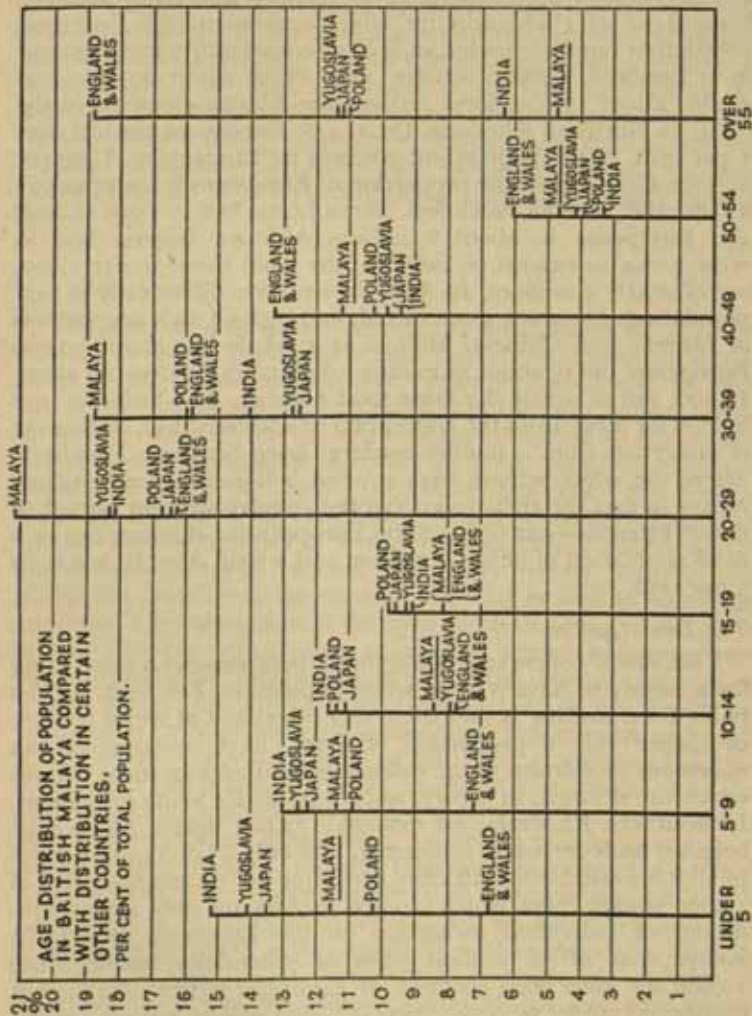 21
%
20
19
18
17
16
15
14
13
12
11
10
9
8
7
6
5
4
3
2
1
AGE-DISTRIBUTION OF POPULATION
IN BRITISH MALAYA COMPARED
WITH DISTRIBUTION IN CERTAIN
OTHER COUNTRIES.
PER CENT OF TOTAL POPULATION.
INDIA
YUGOSLAVIA
JAPAN
MALAYA
POLAND
ENGLAND
& WALES
UNDER
5
INDIA
YUGOSLAVIA
JAPAN
MALAYA
POLAND
ENGLAND
& WALES
5-9
INDIA
POLAND
JAPAN
MALAYA
YUGOSLAVIA
ENGLAND
& WALES
10-14
POLAND
JAPAN
YUGOSLAVIA
INDIA
MALAYA
ENGLAND
& WALES
15-19
MALAYA
YUGOSLAVIA
INDIA
POLAND
JAPAN
ENGLAND
& WALES
20-29
MALAYA
POLAND
ENGLAND
& WALES
INDIA
YUGOSLAVIA
JAPAN
30-39
ENGLAND
& WALES
MALAYA
POLAND
YUGOSLAVIA
JAPAN
INDIA
40-49
ENGLAND
& WALES
MALAYA
YUGOSLAVIA
JAPAN
POLAND
INDIA
50-54
ENGLAND
& WALES
YUGOSLAVIA
JAPAN
POLAND
INDIA
MALAYA
OVER
55